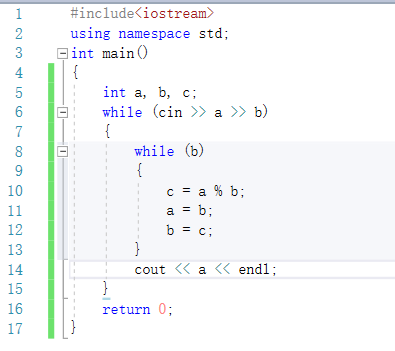 1 #include<iostream>
2 using namespace std;
3 int main()
4 {
5 int a, b, c;
6 while (cin >> a >> b)
7 {
8 while (b)
9 {
10 c = a % b;
11 a = b;
12 b = c;
13 }
14 cout << a << endl;
15 }
16 return 0;
17 }